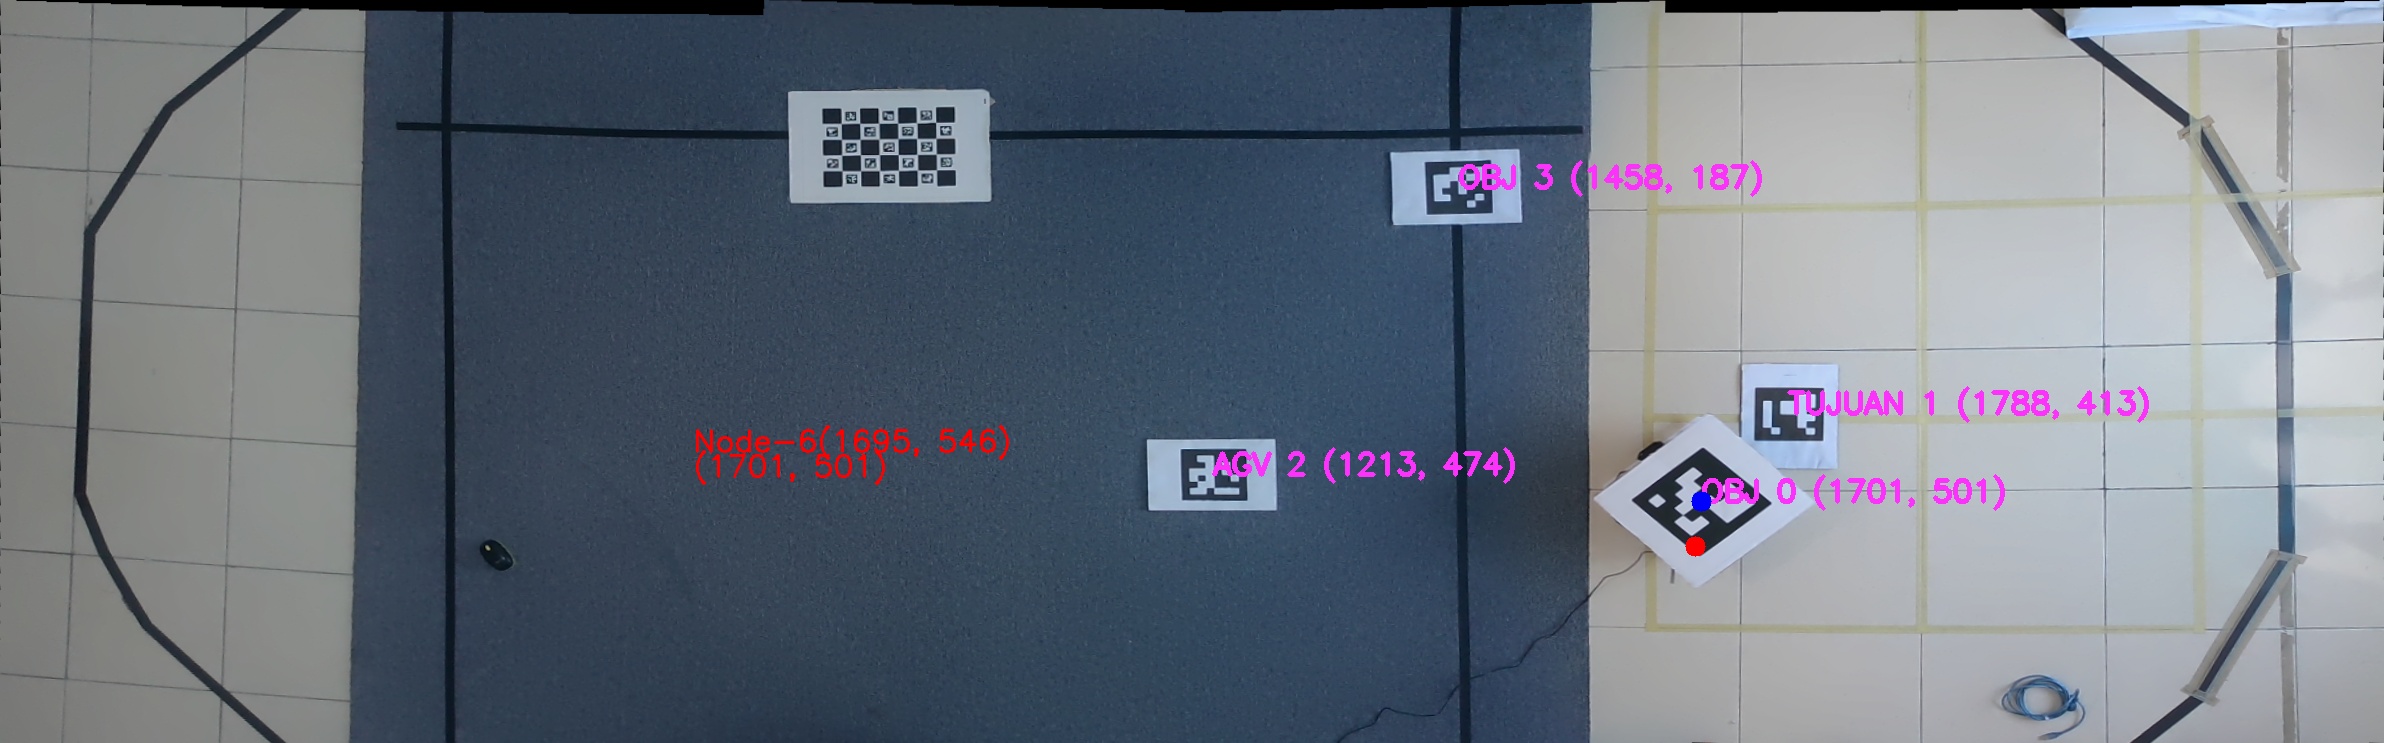 OBJ 3 (1458, 187)
TUJUAN 1 (1788, 413)
Node-6(1695, 546)
(1701, 501)
AGV 2 (1213, 474)
OBJ 0 (1701, 501)